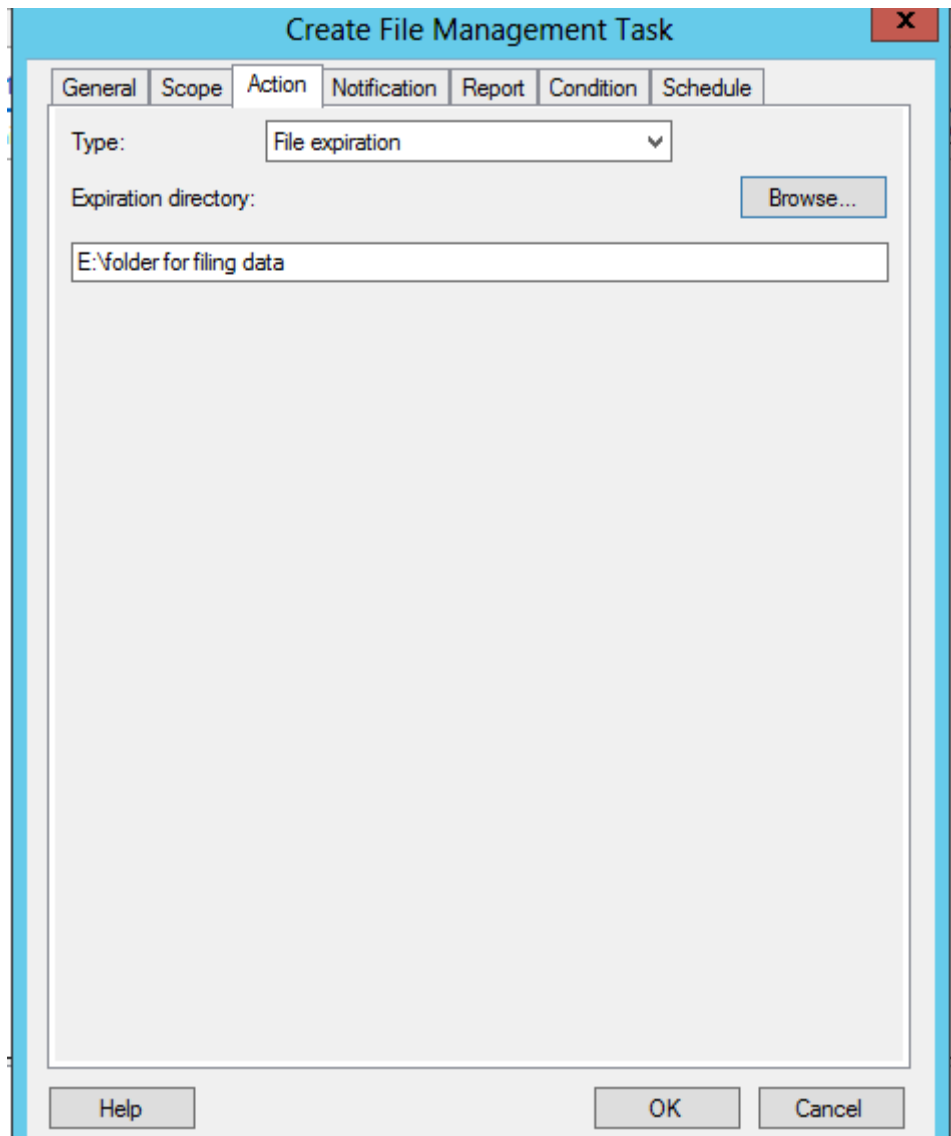 Create File Management Task
x
General Scope Action Notification Report Condition Schedule
Type: File expiration
Expiration directory: Browse...
E:\folder for filing data
Help OK Cancel